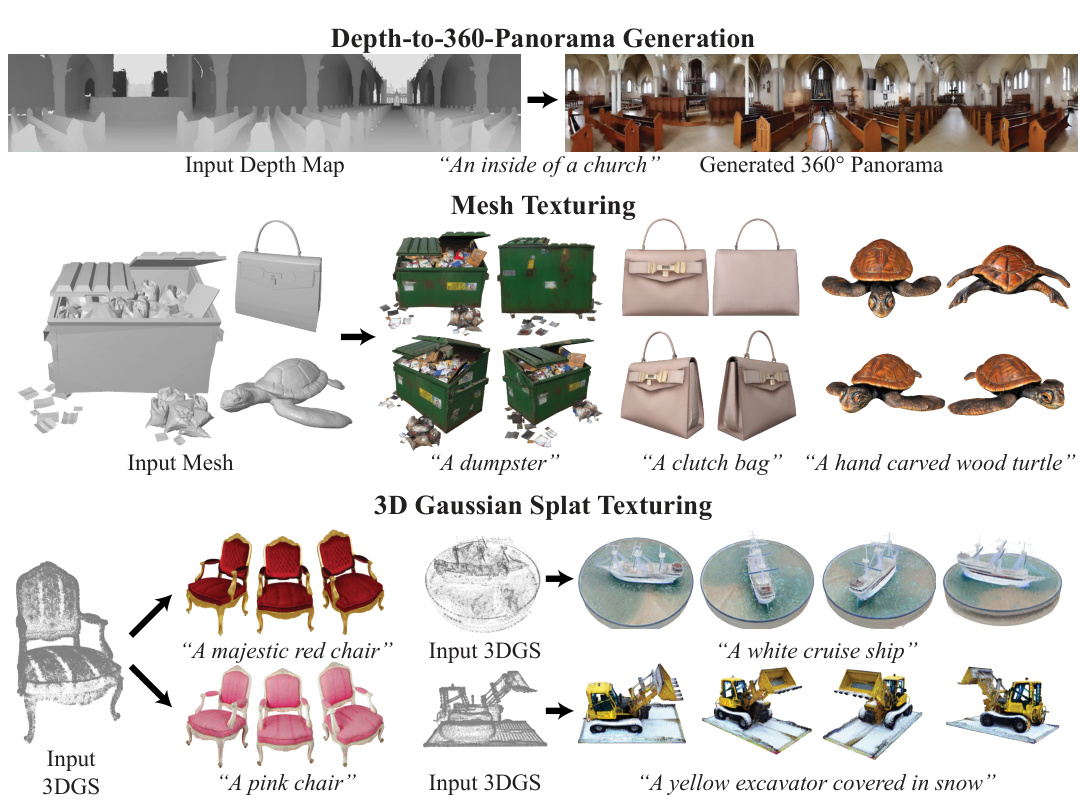 Depth-to-360-Panorama Generation
Input Depth Map
“An inside of a church”
Generated 360° Panorama
Mesh Texturing
Input Mesh
“A dumpster”
“A clutch bag”
“A hand carved wood turtle”
3D Gaussian Splat Texturing
“A majestic red chair”
Input 3DGS
“A white cruise ship”
Input
3DGS
“A pink chair”
Input 3DGS
“A yellow excavator covered in snow”